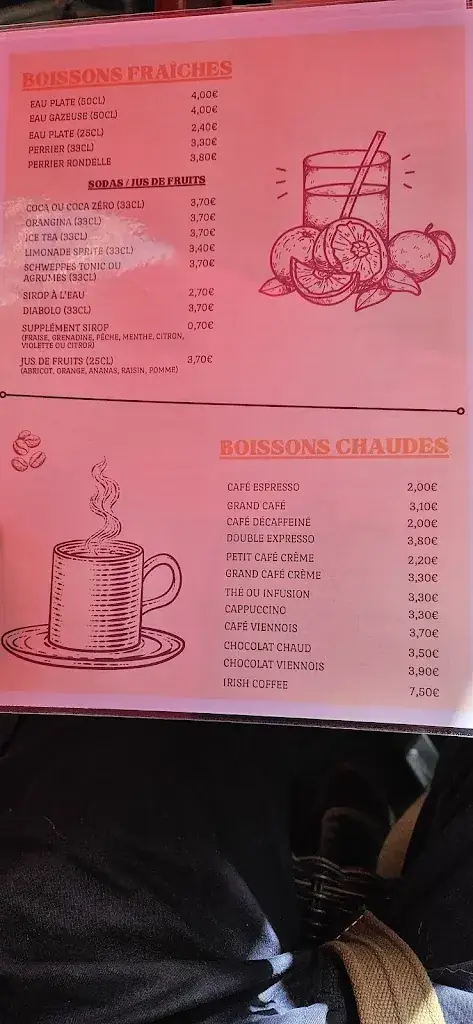 BOISSONS FRAÎCHES
EAU PLATE (50CL) 4,00€
EAU GAZEUSE (50CL) 4,00€
EAU PLATE (25CL) 2,40€
PERRIER (33CL) 3,30€
PERRIER RONDELLE 3,80€
SODAS / JUS DE FRUITS
COCA OU COCA ZÉRO (33CL) 3,70€
ORANGINA (33CL) 3,70€
ICE TEA (33CL) 3,70€
LIMONADE SPRITE (33CL) 3,40€
SCHWEPPES TONIC OU 3,70€
AGRUMES (33CL)
SIROP À L'EAU 2,70€
DIABOLO (33CL) 3,70€
SUPPLÉMENT SIROP 0,70€
(FRAISE, GRENADINE, PÊCHE, MENTHE, CITRON,
VIOLETTE OU CITROR)
JUS DE FRUITS (25CL) 3,70€
(ABRICOT, ORANGE, ANANAS, RAISIN, POMME)
BOISSONS CHAUDES
CAFÉ ESPRESSO 2,00€
GRAND CAFÉ 3,10€
CAFÉ DÉCAFFEINÉ 2,00€
DOUBLE EXPRESSO 3,80€
PETIT CAFÉ CRÈME 2,20€
GRAND CAFÉ CRÈME 3,30€
THÉ OU INFUSION 3,30€
CAPPUCCINO 3,30€
CAFÉ VIENNOIS 3,70€
CHOCOLAT CHAUD 3,50€
CHOCOLAT VIENNOIS 3,90€
IRISH COFFEE 7,50€